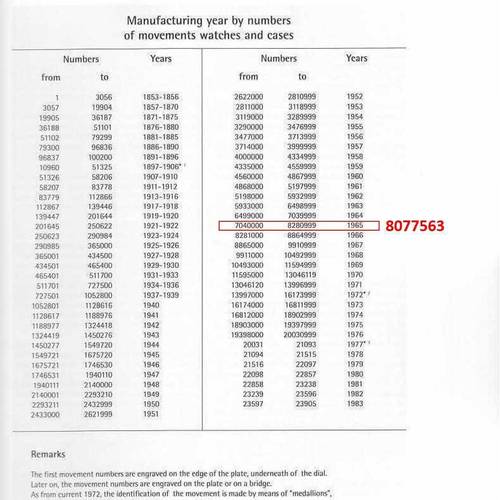 Manufacturing year by numbers
of movements watches and cases
Numbers Years Numbers Years
from to from to
1 3056 1853-1856 2622000 2810999 1952
3057 19904 1857-1870 2811000 3118999 1953
19905 36187 1871-1875 3119000 3289999 1954
36188 51101 1876-1880 3290000 3476999 1955
51102 79299 1881-1885 3477000 3713999 1956
79300 96836 1886-1890 3714000 3999999 1957
96837 100200 1891-1896 4000000 4334999 1958
10960 51325 1897-1906*¹ 4335000 4559999 1959
51326 58206 1907-1910 4560000 4867999 1960
58207 83778 1911-1912 4868000 5197999 1961
83779 112866 1913-1916 5198000 5932999 1962
112867 139446 1917-1918 5933000 6498999 1963
139447 201644 1919-1920 6499000 7039999 1964
201645 250622 1921-1922 7040000 8280999 1965 8077563
250623 290984 1923-1924 8281000 8864999 1966
290985 365000 1925-1926 8865000 9910999 1967
365001 434500 1927-1928 9911000 10492999 1968
434501 465400 1929-1930 10493000 11594999 1969
465401 511700 1931-1933 11595000 13046119 1970
511701 727500 1934-1936 13046120 13996999 1971
727501 1052800 1937-1939 13997000 16173999 1972*²
1052801 1128616 1940 16174000 16811999 1973
1128617 1188976 1941 16812000 18902999 1974
1188977 1324418 1942 18903000 19397999 1975
1324419 1450276 1943 19398000 20030999 1976
1450277 1549720 1944 20031 21093 1977*³
1549721 1675720 1945 21094 21515 1978
1675721 1746530 1946 21516 22097 1979
1746531 1940110 1947 22098 22857 1980
1940111 2140000 1948 22858 23238 1981
2140001 2293210 1949 23239 23596 1982
2293211 2432999 1950 23597 23905 1983
2433000 2621999 1951
Remarks
The first movement numbers are engraved on the edge of the plate, underneath of the dial.
Later on, the movement numbers are engraved on the plate or on a bridge.
As from current 1972, the identification of the movement is made by means of "medallions",